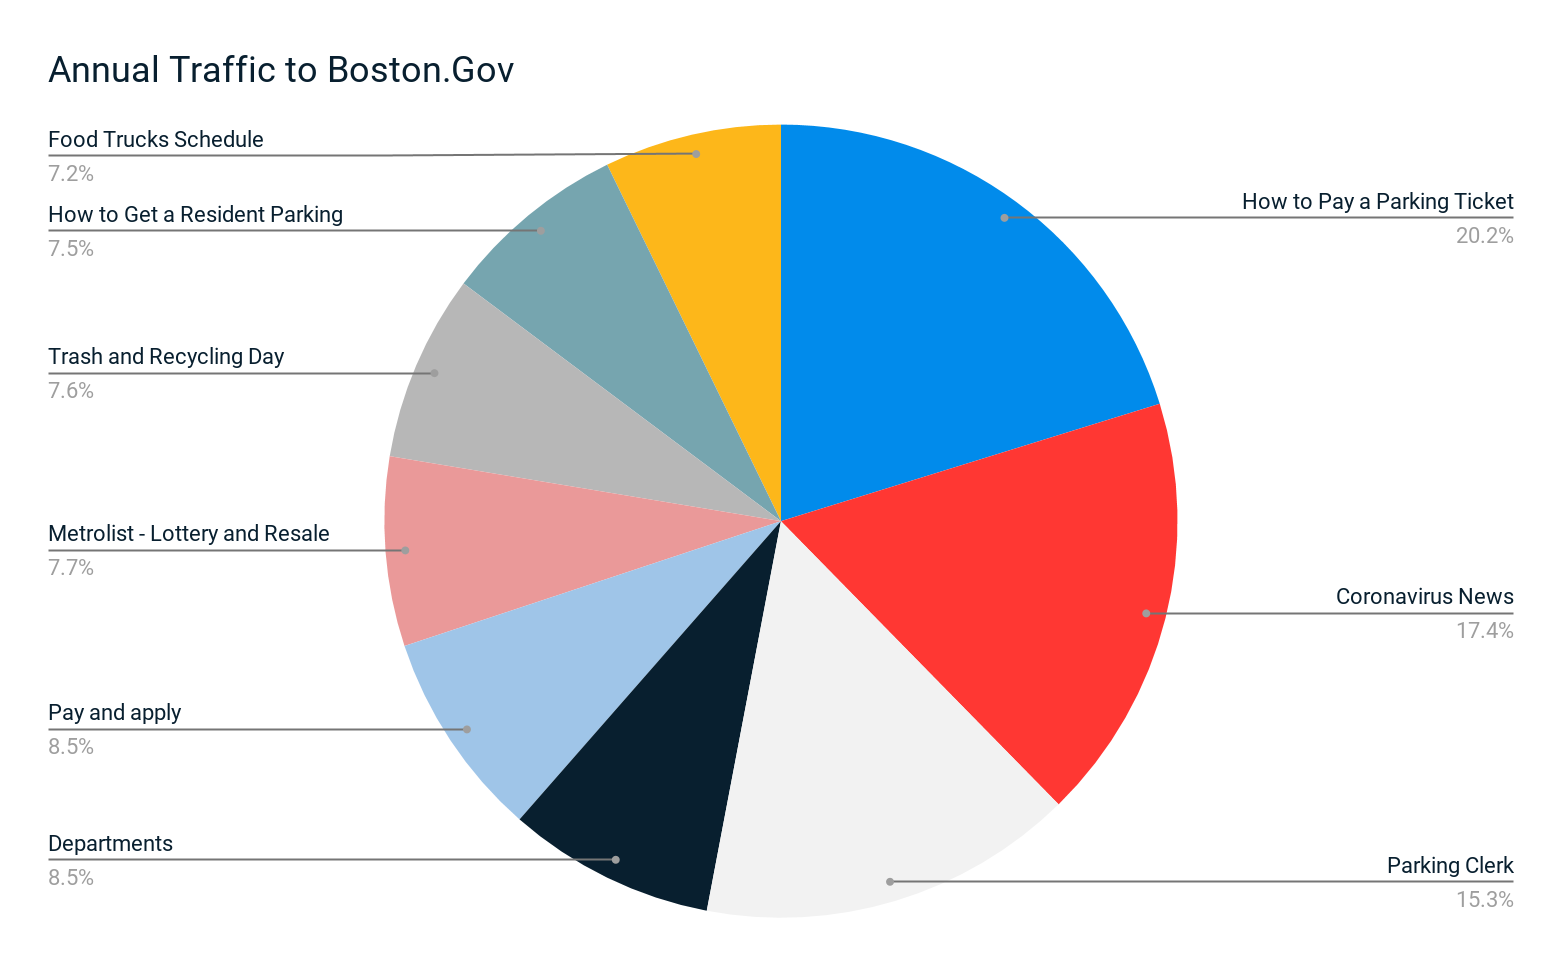 Annual Traffic to Boston.Gov
Food Trucks Schedule
7.2%
How to Get a Resident Parking
7.5%
Trash and Recycling Day
7.6%
Metrolist - Lottery and Resale
7.7%
Pay and apply
8.5%
Departments
8.5%
How to Pay a Parking Ticket
20.2%
Coronavirus News
17.4%
Parking Clerk
15.3%